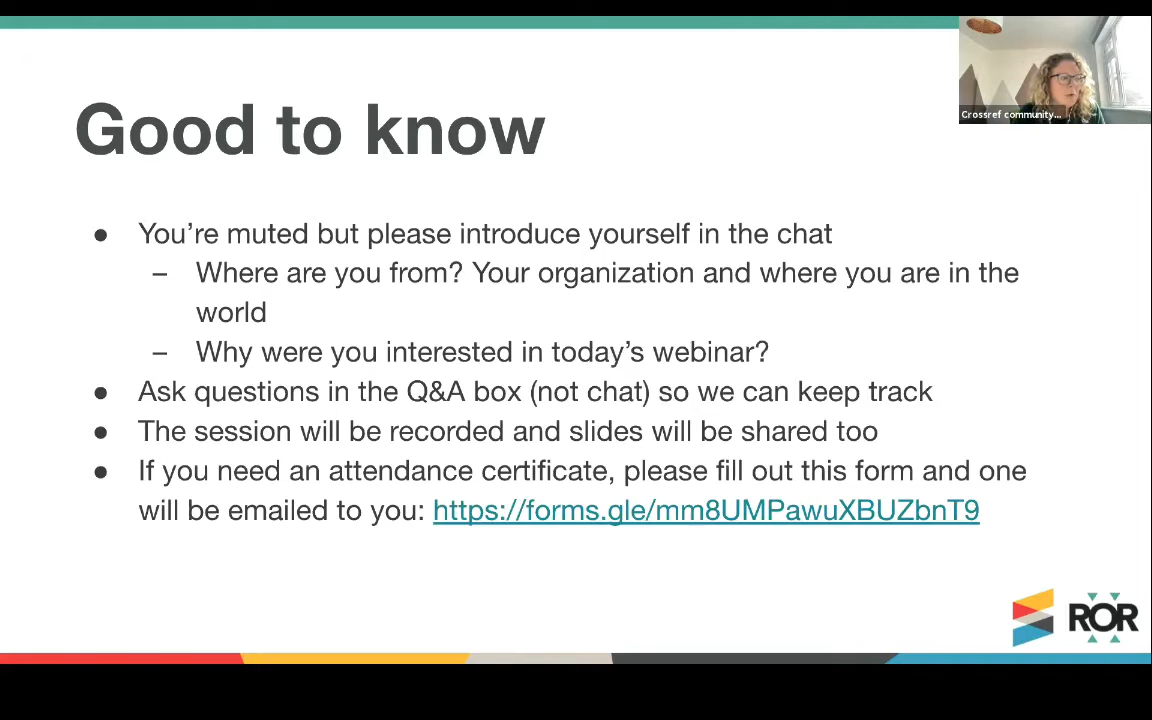 Crossref community...
Good to know
● You’re muted but please introduce yourself in the chat
– Where are you from? Your organization and where you are in the
world
– Why were you interested in today’s webinar?
● Ask questions in the Q&A box (not chat) so we can keep track
● The session will be recorded and slides will be shared too
● If you need an attendance certificate, please fill out this form and one
will be emailed to you: https://forms.gle/mm8UMPawuXBUZbnT9
ROR